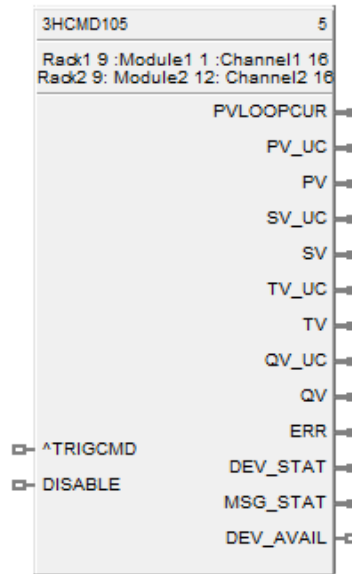 3HCMD105 5
Rack1 9 :Module1 1 :Channel1 16
Rack2 9: Module2 12: Channel2 16
PVLOOPCUR
PV_UC
PV
SV_UC
SV
TV_UC
TV
QV_UC
QV
ERR
^TRIGCMD
DEV_STAT
DISABLE
MSG_STAT
DEV_AVAIL